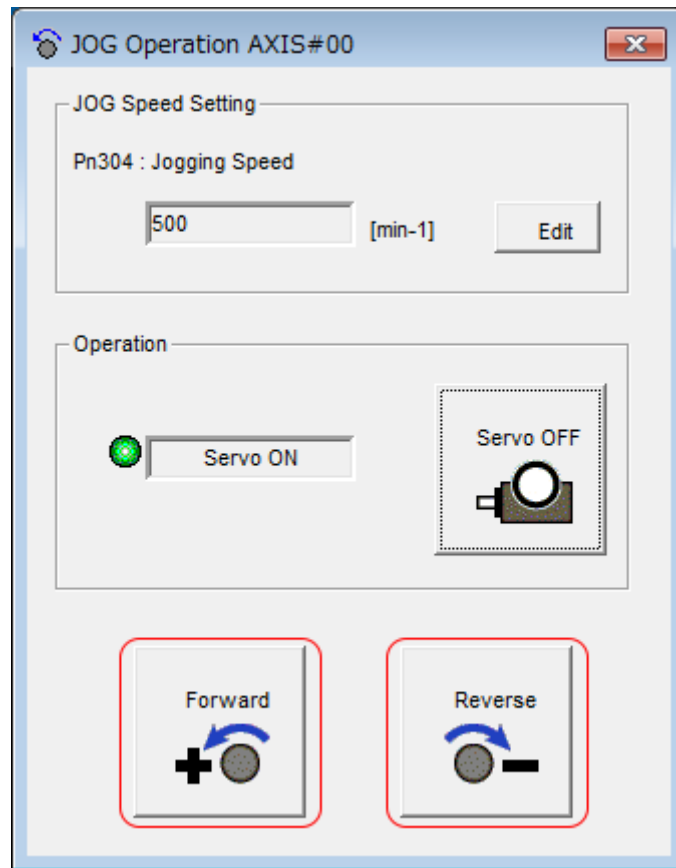 JOG Operation AXIS#00
JOG Speed Setting
Pn304 : Jogging Speed
500 [min-1] Edit
Operation
Servo ON
Servo OFF
Forward Reverse